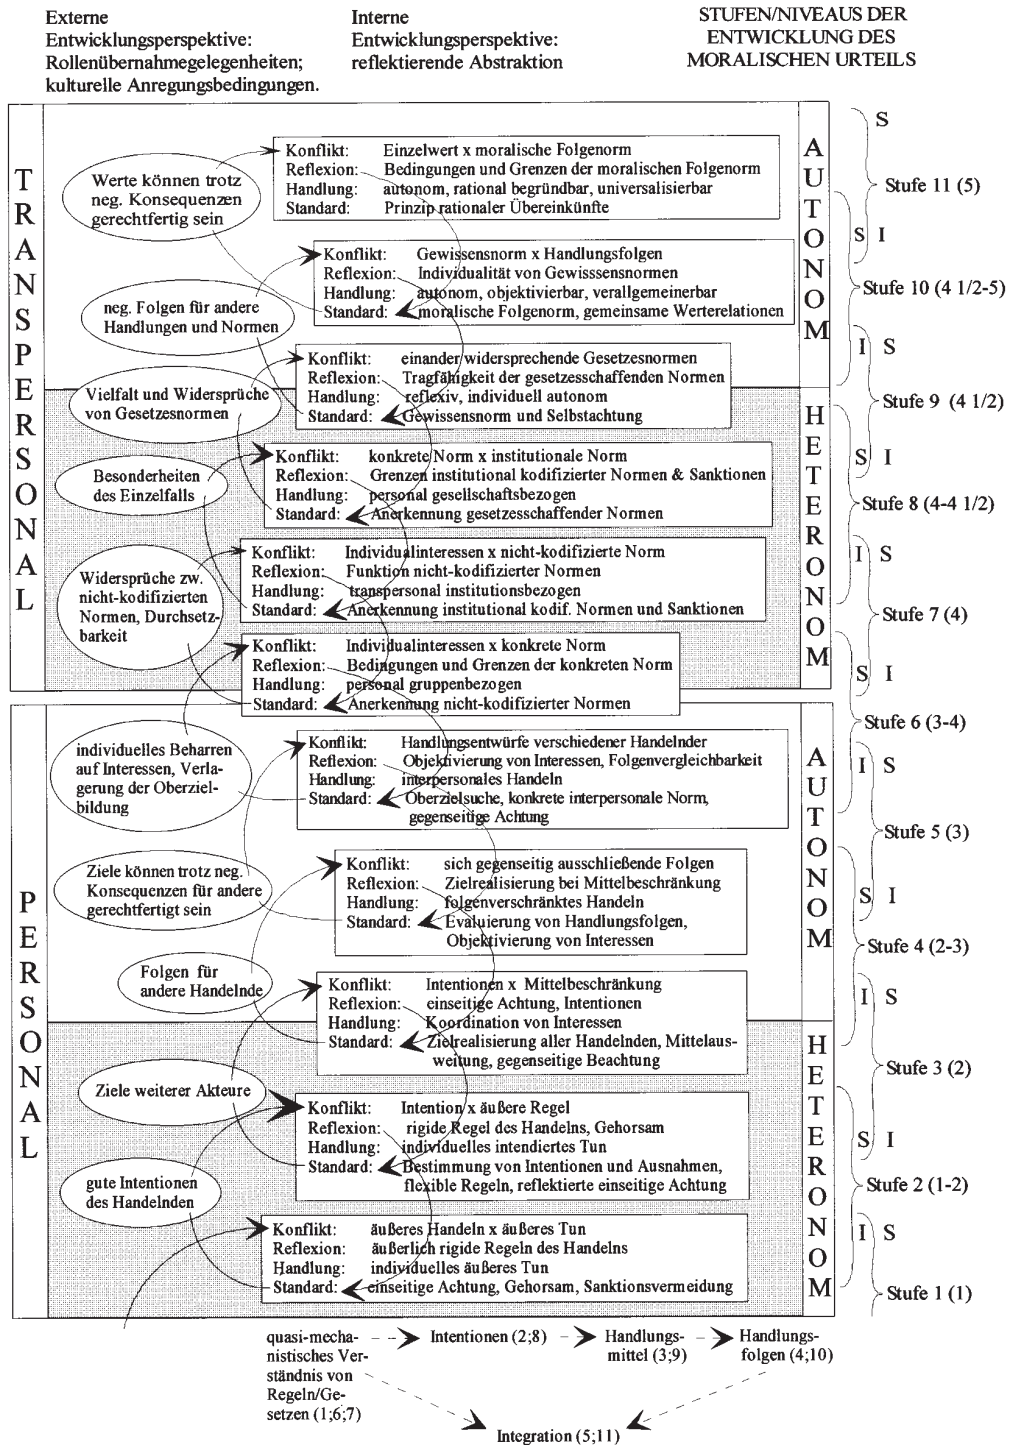 Externe
Entwicklungsperspektive:
Rollenübernahmegelegenheiten;
kulturelle Anregungsbedingungen.
Interne
Entwicklungsperspektive:
reflektierende Abstraktion
STUFEN/NIVEAUS DER
ENTWICKLUNG DES
MORALISCHEN URTEILS
TRANSPERSONAL
AUTONOM
HETERONOM
Werte können trotz
neg. Konsequenzen
gerechtfertig sein
Konflikt: Einzelwert x moralische Folgenorm
Reflexion: Bedingungen und Grenzen der moralischen Folgenorm
Handlung: autonom, rational begründbar, universalisierbar
Standard: Prinzip rationaler Übereinkünfte
S
Stufe 11 (5)
S I
neg. Folgen für andere
Handlungen und Normen
Konflikt: Gewissensnorm x Handlungsfolgen
Reflexion: Individualität von Gewisssensnormen
Handlung: autonom, objektivierbar, verallgemeinerbar
Standard: moralische Folgenorm, gemeinsame Werterelationen
Stufe 10 (4 1/2-5)
I S
Vielfalt und Widersprüche
von Gesetzesnormen
Konflikt: einander widersprechende Gesetzesnormen
Reflexion: Tragfähigkeit der gesetzesschaffenden Normen
Handlung: reflexiv, individuell autonom
Standard: Gewissensnorm und Selbstachtung
Stufe 9 (4 1/2)
S I
Besonderheiten
des Einzelfalls
Konflikt: konkrete Norm x institutionale Norm
Reflexion: Grenzen institutional kodifizierter Normen & Sanktionen
Handlung: personal gesellschaftsbezogen
Standard: Anerkennung gesetzesschaffender Normen
Stufe 8 (4-4 1/2)
I S
Widersprüche zw.
nicht-kodifizierten
Normen, Durchsetz-
barkeit
Konflikt: Individualinteressen x nicht-kodifizierte Norm
Reflexion: Funktion nicht-kodifizierter Normen
Handlung: transpersonal institutionsbezogen
Standard: Anerkennung institutional kodif. Normen und Sanktionen
Stufe 7 (4)
S I
Konflikt: Individualinteressen x konkrete Norm
Reflexion: Bedingungen und Grenzen der konkreten Norm
Handlung: personal gruppenbezogen
Standard: Anerkennung nicht-kodifizierter Normen
Stufe 6 (3-4)
PERSONAL
AUTONOM
HETERONOM
individuelles Beharren
auf Interessen, Verla-
gerung der Oberziel-
bildung
Konflikt: Handlungsentwürfe verschiedener Handelnder
Reflexion: Objektivierung von Interessen, Folgenvergleichbarkeit
Handlung: interpersonales Handeln
Standard: Oberzielsuche, konkrete interpersonale Norm,
gegenseitige Achtung
I S
Stufe 5 (3)
S I
Ziele können trotz neg.
Konsequenzen für andere
gerechtfertigt sein
Konflikt: sich gegenseitig ausschließende Folgen
Reflexion: Zielrealisierung bei Mittelbeschränkung
Handlung: folgenverschränktes Handeln
Standard: Evaluierung von Handlungsfolgen,
Objektivierung von Interessen
Stufe 4 (2-3)
I S
Folgen für
andere Handelnde
Konflikt: Intentionen x Mittelbeschränkung
Reflexion: einseitige Achtung, Intentionen
Handlung: Koordination von Interessen
Standard: Zielrealisierung aller Handelnden, Mittelaus-
weitung, gegenseitige Beachtung
Stufe 3 (2)
S I
Ziele weiterer Akteure
Konflikt: Intention x äußere Regel
Reflexion: rigide Regel des Handelns, Gehorsam
Handlung: individuelles intendiertes Tun
Standard: Bestimmung von Intentionen und Ausnahmen,
flexible Regeln, reflektierte einseitige Achtung
Stufe 2 (1-2)
I S
gute Intentionen
des Handelnden
Konflikt: äußeres Handeln x äußeres Tun
Reflexion: äußerlich rigide Regeln des Handelns
Handlung: individuelles äußeres Tun
Standard: einseitige Achtung, Gehorsam, Sanktionsvermeidung
Stufe 1 (1)
quasi-mecha-
nistisches Ver-
ständnis von
Regeln/Ge-
setzen (1;6;7)
Intentionen (2;8)
Handlungs-
mittel (3;9)
Handlungs-
folgen (4;10)
Integration (5;11)